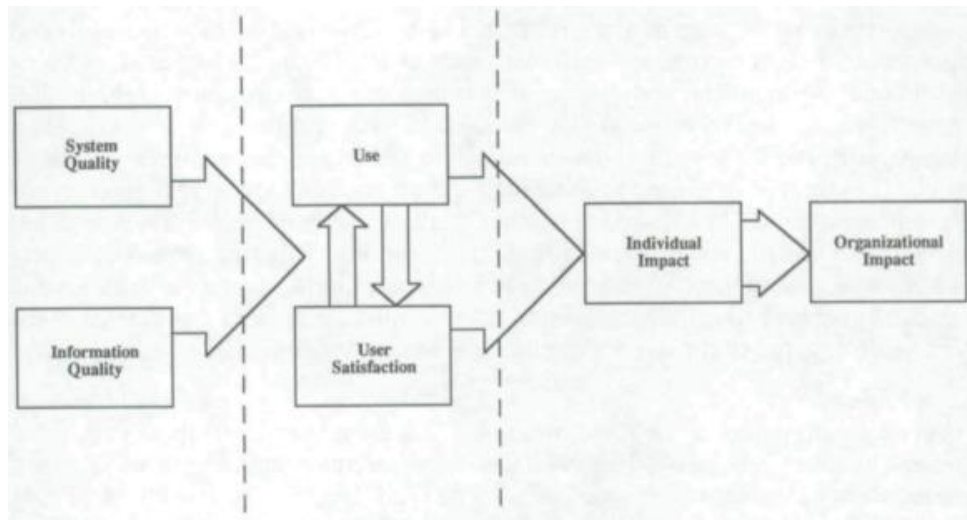 System
Quality
Information
Quality
Use
User
Satisfaction
Individual
Impact
Organizational
Impact